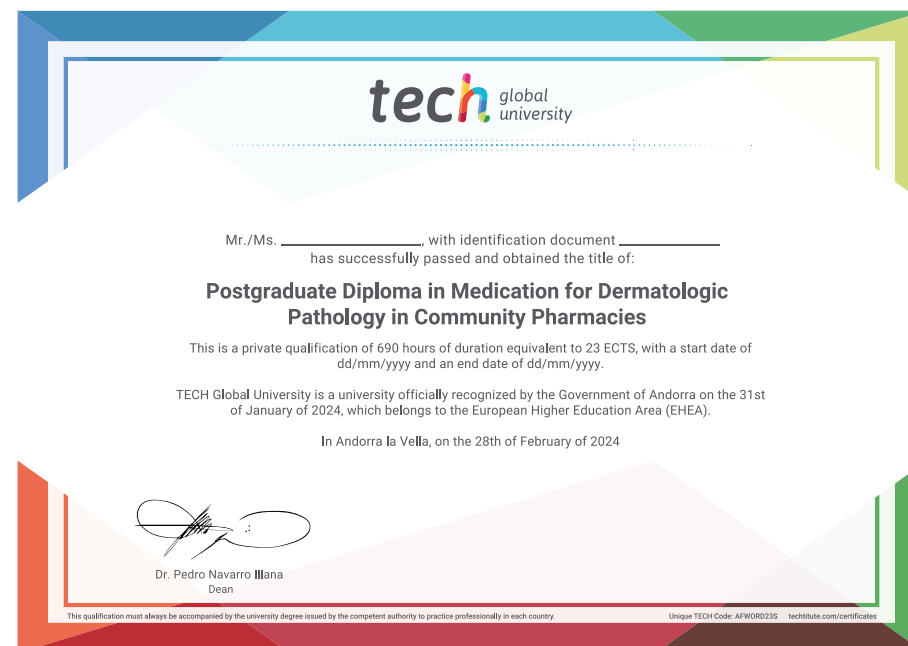 tech global university
Mr./Ms. ____________, with identification document ____________
has successfully passed and obtained the title of:
Postgraduate Diploma in Medication for Dermatologic
Pathology in Community Pharmacies
This is a private qualification of 690 hours of duration equivalent to 23 ECTS, with a start date of
dd/mm/yyyy and an end date of dd/mm/yyyy.
TECH Global University is a university officially recognized by the Government of Andorra on the 31st
of January of 2024, which belongs to the European Higher Education Area (EHEA).
In Andorra la Vella, on the 28th of February of 2024
Dr. Pedro Navarro Illana
Dean
This qualification must always be accompanied by the university degree issued by the competent authority to practice professionally in each country.
Unique TECH Code: AFWORD23S techtitute.com/certificates